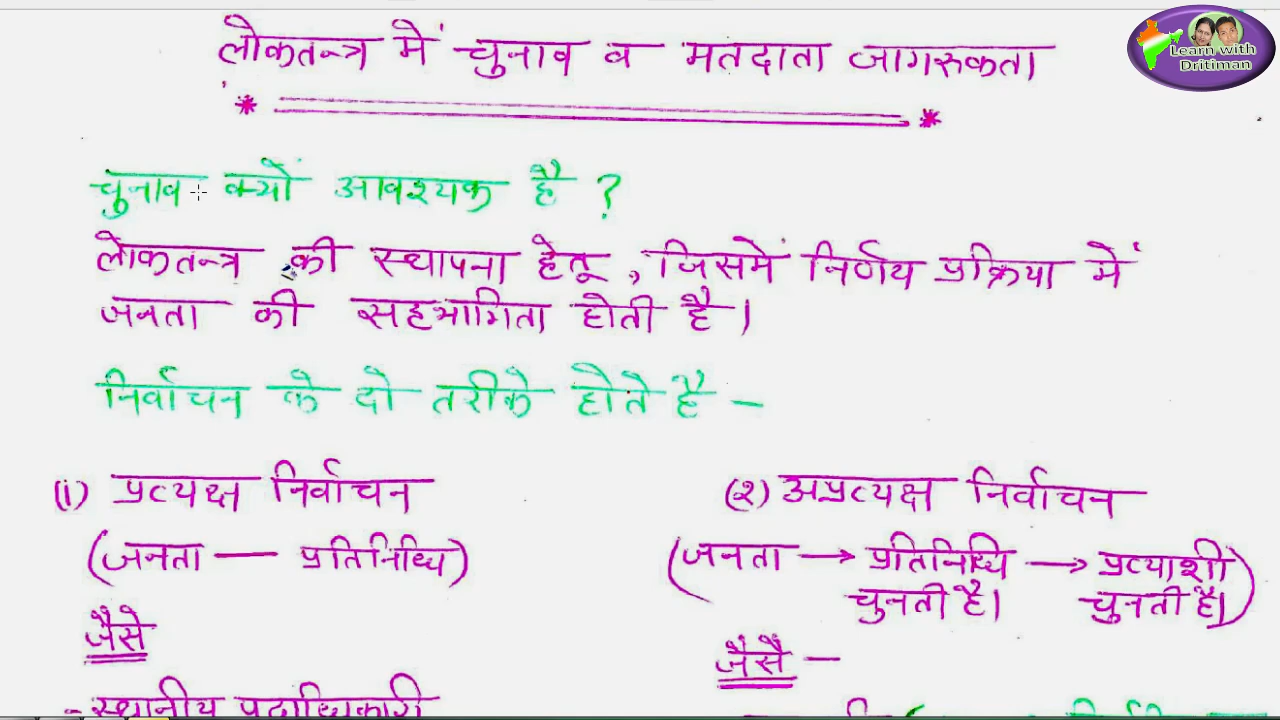 लोकतन्त्र में चुनाव व मतदाता जागरुकता
Learn with
Dritiman
चुनाव क्यों आवश्यक है ?
लोकतन्त्र की स्थापना हेतू , जिसमें निर्णय प्रक्रिया में
जनता की सहभागिता होती है।
निर्वाचन के दो तरीके होते है –
(i) प्रत्यक्ष निर्वाचन
(जनता — प्रतिनिधि)
जैसे
- स्थानीय पदाधिकारी
(२) अप्रत्यक्ष निर्वाचन
(जनता → प्रतिनिधि → प्रत्याशी
चुनती है। चुनती है।)
जैसै –